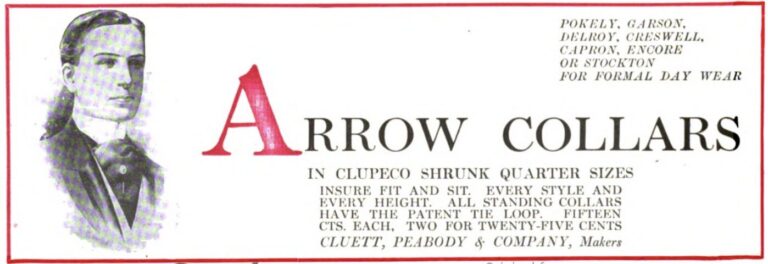 POKELY, GARSON,
DELROY, CRESWELL,
CAPRON, ENCORE
OR STOCKTON
FOR FORMAL DAY WEAR
ARROW COLLARS
IN CLUPECO SHRUNK QUARTER SIZES
INSURE FIT AND SIT. EVERY STYLE AND
EVERY HEIGHT. ALL STANDING COLLARS
HAVE THE PATENT TIE LOOP. FIFTEEN
CTS. EACH, TWO FOR TWENTY-FIVE CENTS
CLUETT, PEABODY & COMPANY, Makers